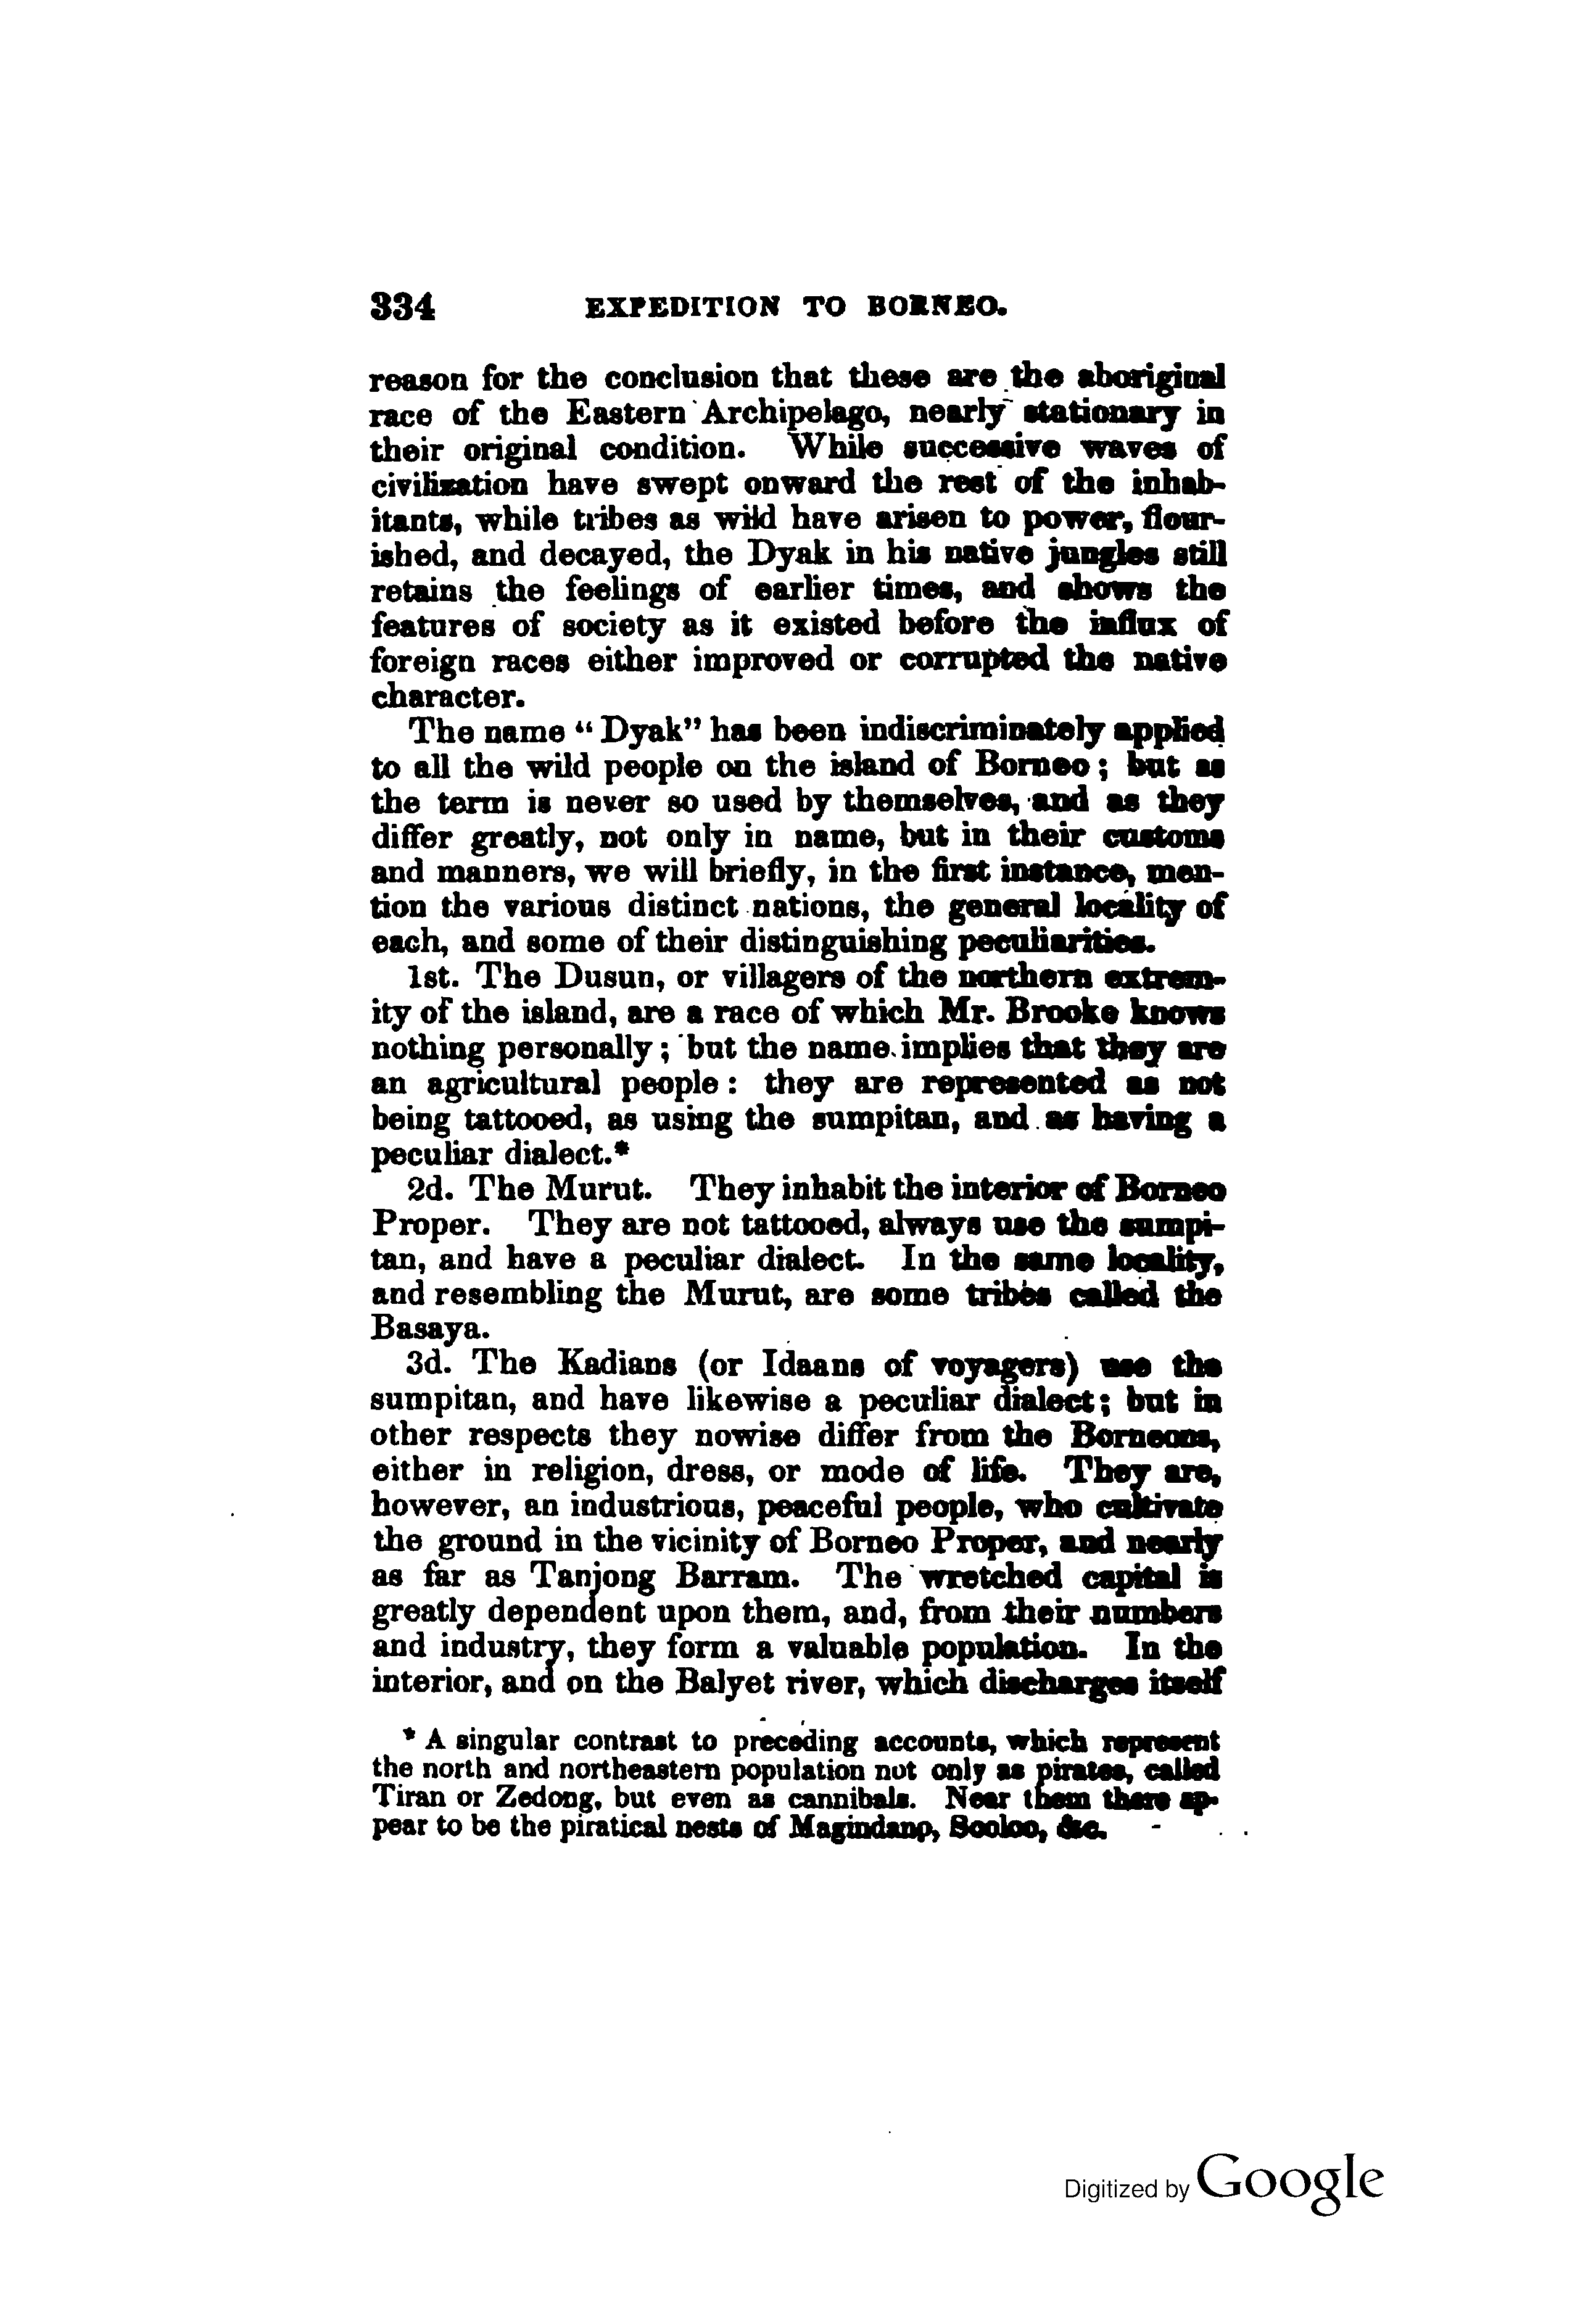 334 EXPEDITION TO BORNEO.
reason for the conclusion that these are the aboriginal
race of the Eastern Archipelago, nearly stationary in
their original condition. While successive waves of
civilization have swept onward the rest of the inhab-
itants, while tribes as wild have arisen to power, flour-
ished, and decayed, the Dyak in his native jungles still
retains the feelings of earlier times, and shows the
features of society as it existed before the influx of
foreign races either improved or corrupted the native
character.
The name "Dyak" has been indiscriminately applied
to all the wild people on the island of Borneo; but as
the term is never so used by themselves, and as they
differ greatly, not only in name, but in their customs
and manners, we will briefly, in the first instance, men-
tion the various distinct nations, the general locality of
each, and some of their distinguishing peculiarities.
1st. The Dusun, or villagers of the northern extrem-
ity of the island, are a race of which Mr. Brooke knows
nothing personally; but the name implies that they are
an agricultural people: they are represented as not
being tattooed, as using the sumpitan, and as having a
peculiar dialect.*
2d. The Murut. They inhabit the interior of Borneo
Proper. They are not tattooed, always use the sumpi-
tan, and have a peculiar dialect. In the same locality,
and resembling the Murut, are some tribes called the
Basaya.
3d. The Kadians (or Idaans of voyagers) use the
sumpitan, and have likewise a peculiar dialect; but in
other respects they nowise differ from the Borneons,
either in religion, dress, or mode of life. They are,
however, an industrious, peaceful people, who cultivate
the ground in the vicinity of Borneo Proper, and nearly
as far as Tanjong Barram. The wretched capital is
greatly dependent upon them, and, from their numbers
and industry, they form a valuable population. In the
interior, and on the Balyet river, which discharges itself
* A singular contrast to preceding accounts, which represent
the north and northeastern population not only as pirates, called
Tiran or Zedong, but even as cannibals. Near them there ap-
pear to be the piratical nests of Magindano, Sooloo, &c.
Digitized by Google